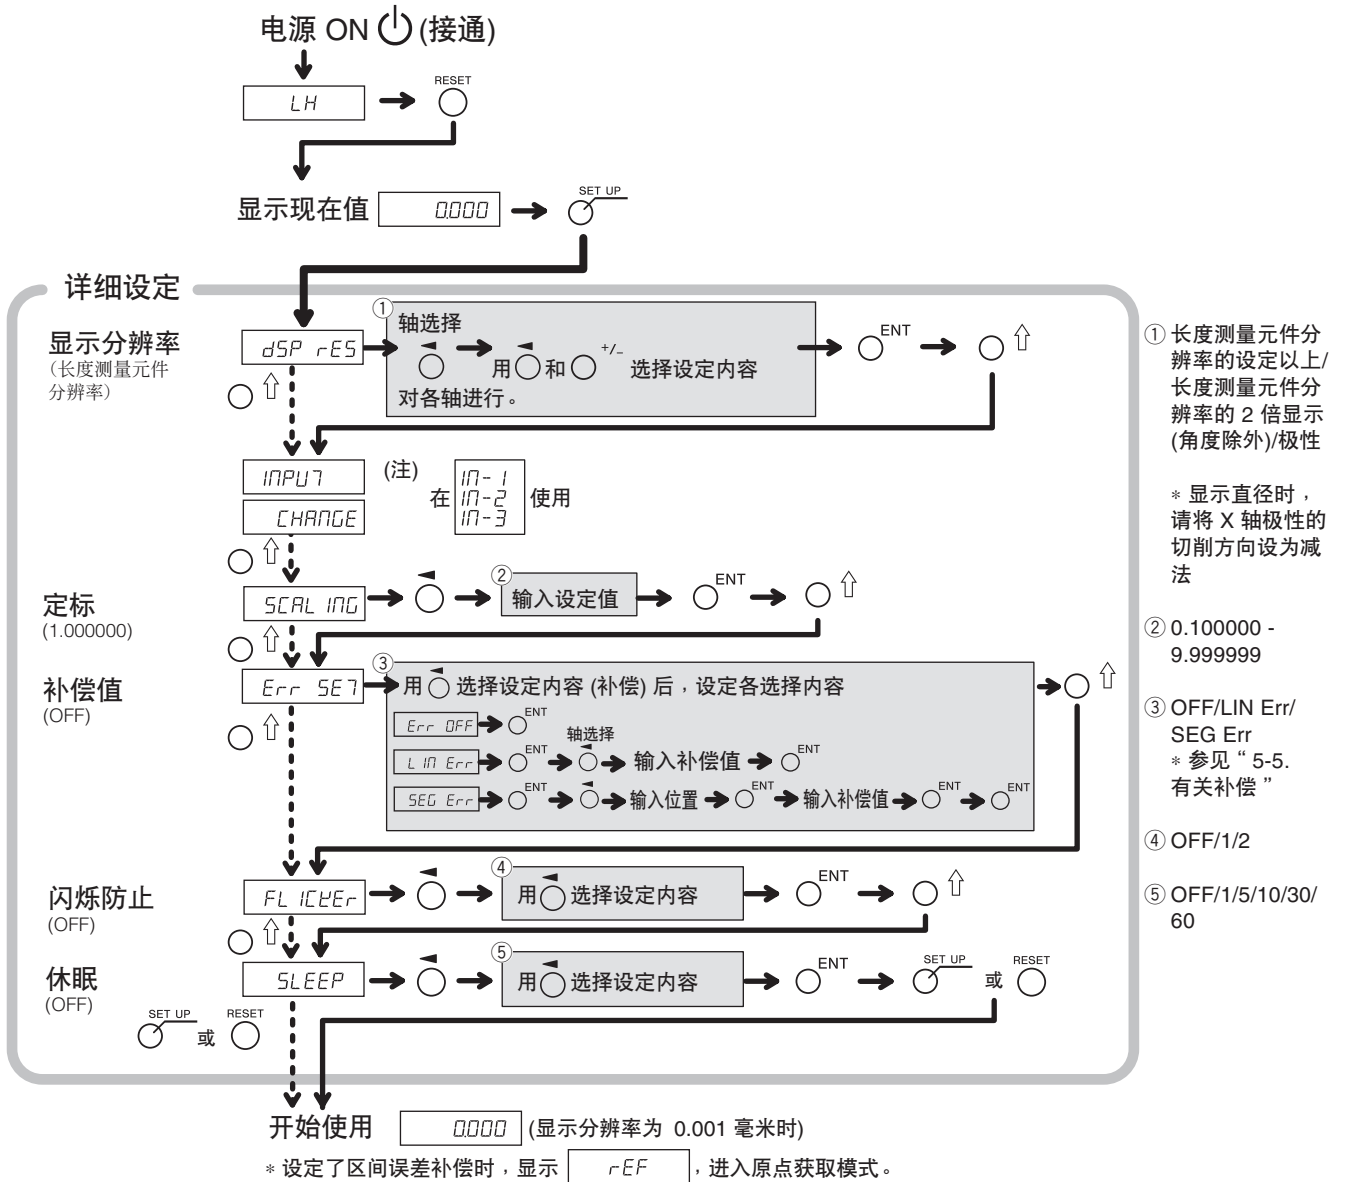 电源 ON (接通)
LH
RESET
显示现在值
0.000
SET UP
详细设定
显示分辨率
(长度测量元件
分辨率)
dSP rES
① 轴选择
用 和 +/- 选择设定内容
对各轴进行。
ENT
INPUT
CHANGE
(注)
在
IN-1
IN-2
IN-3
使用
定标
(1.000000)
SCALING
② 输入设定值
ENT
补偿值
(OFF)
Err SET
③ 用 选择设定内容 (补偿) 后，设定各选择内容
Err OFF ENT
轴选择
LIN Err ENT 输入补偿值 ENT
SEG Err ENT 输入位置 ENT 输入补偿值 ENT ENT
闪烁防止
(OFF)
FLICKEr
④ 用 选择设定内容
ENT
休眠
(OFF)
SLEEP
⑤ 用 选择设定内容
ENT
SET UP 或 RESET
SET UP 或 RESET
① 长度测量元件分
辨率的设定以上/
长度测量元件分
辨率的 2 倍显示
(角度除外)/极性
* 显示直径时，
请将 X 轴极性的
切削方向设为减
法
② 0.100000 -
9.999999
③ OFF/LIN Err/
SEG Err
* 参见“ 5-5.
有关补偿 ”
④ OFF/1/2
⑤ OFF/1/5/10/30/
60
开始使用 0.000 (显示分辨率为 0.001 毫米时)
* 设定了区间误差补偿时，显示 rEF ，进入原点获取模式。